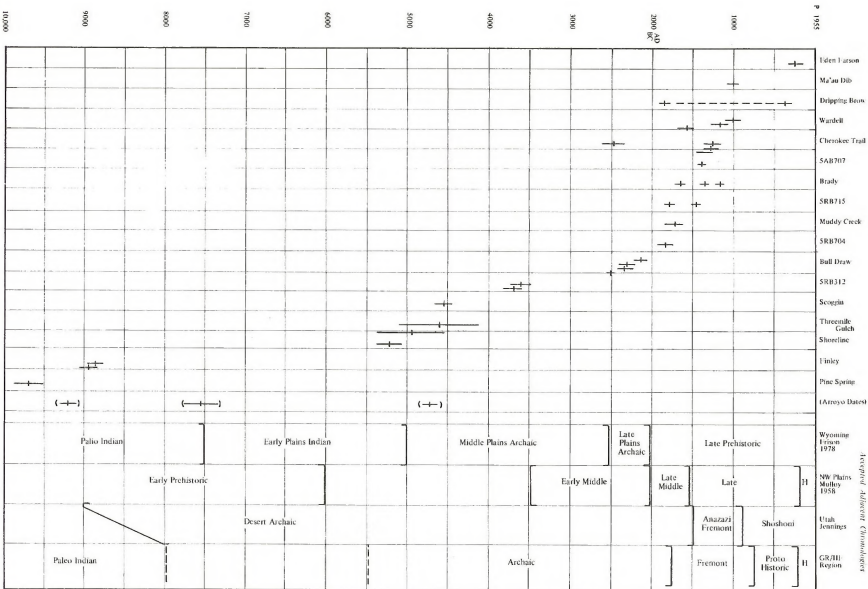 10,000 9000 8000 7000 6000 5000 4000 3000 2000 1000 1955
AD
BC
P
Eden Farson
Ma'au Dib
Dripping Brow
Wardell
Cherokee Trail
5AB707
Brady
5RB715
Muddy Creek
5RB704
Bull Draw
5RB312
Scoggin
Threemile
Gulch
Shoreline
Finley
Pine Spring
(Arroyo Dates)
Palio Indian
Early Plains Indian
Middle Plains Archaic
Late
Plains
Archaic
Late Prehistoric
Wyoming
Frison
1978
Early Prehistoric
Early Middle
Late
Middle
Late
H
NW Plains
Mulloy
1958
Desert Archaic
Anazazi
Fremont
Shoshoni
Utah
Jennings
Paleo Indian
Archaic
Fremont
Proto
Historic
H
GR/HI
Region
Accepted Adjacent Chronologies